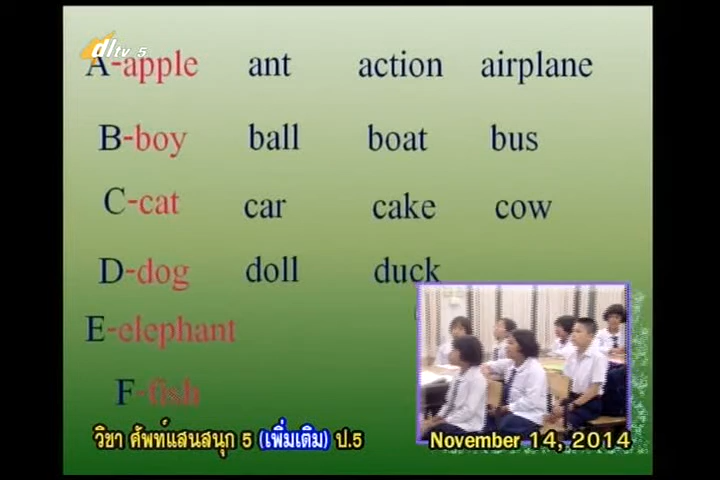 dltv 5
A-apple ant action airplane
B-boy ball boat bus
C-cat car cake cow
D-dog doll duck
E-elephant
F-fish
วิชา ศัพท์แสนสนุก 5 (เพิ่มเติม) ป.5
November 14, 2014